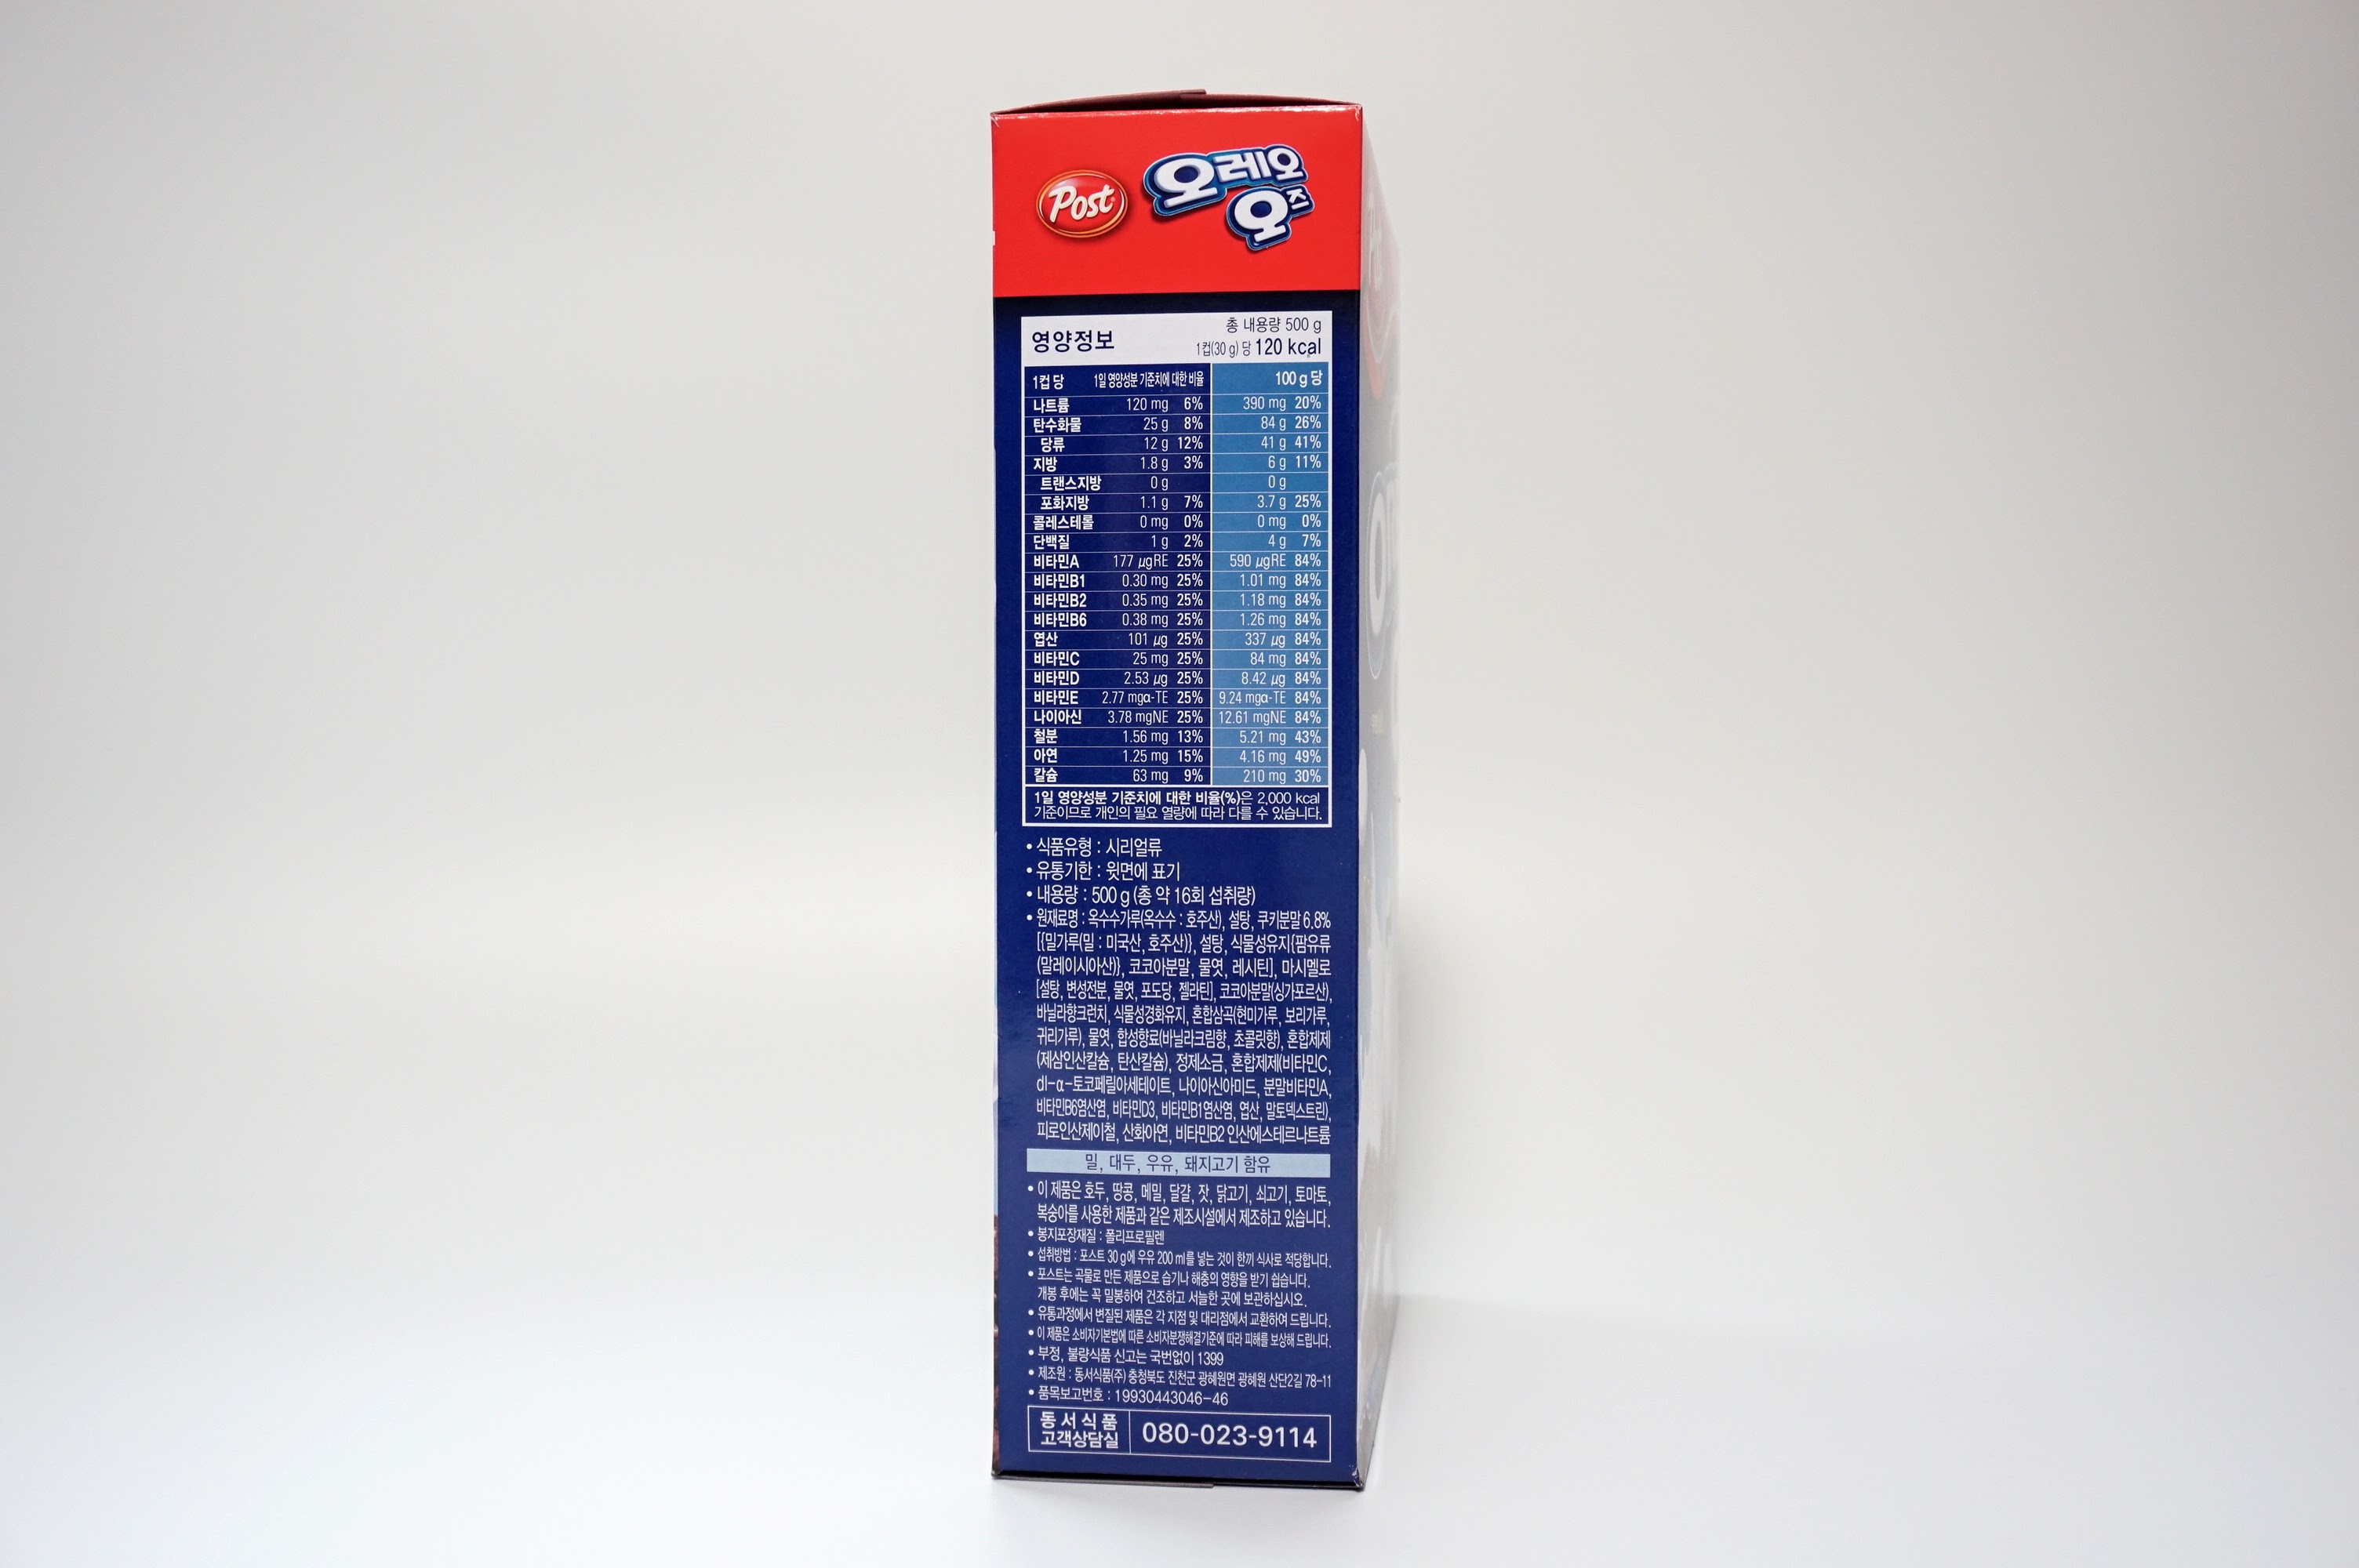 Post
오레오
오즈
영양정보
총 내용량 500 g
1컵(30 g) 당 120 kcal
1컵 당 1일 영양성분 기준치에 대한 비율 100 g 당
나트륨 120 mg 6% 390 mg 20%
탄수화물 25 g 8% 84 g 26%
당류 12 g 12% 41 g 41%
지방 1.8 g 3% 6 g 11%
트랜스지방 0 g 0 g
포화지방 1.1 g 7% 3.7 g 25%
콜레스테롤 0 mg 0% 0 mg 0%
단백질 1 g 2% 4 g 7%
비타민A 177 μgRE 25% 590 μgRE 84%
비타민B1 0.30 mg 25% 1.01 mg 84%
비타민B2 0.35 mg 25% 1.18 mg 84%
비타민B6 0.38 mg 25% 1.26 mg 84%
엽산 101 μg 25% 337 μg 84%
비타민C 25 mg 25% 84 mg 84%
비타민D 2.53 μg 25% 8.42 μg 84%
비타민E 2.77 mgα-TE 25% 9.24 mgα-TE 84%
나이아신 3.78 mgNE 25% 12.61 mgNE 84%
철분 1.56 mg 13% 5.21 mg 43%
아연 1.25 mg 15% 4.16 mg 49%
칼슘 63 mg 9% 210 mg 30%
1일 영양성분 기준치에 대한 비율(%)은 2,000 kcal
기준이므로 개인의 필요 열량에 따라 다를 수 있습니다.
• 식품유형 : 시리얼류
• 유통기한 : 윗면에 표기
• 내용량 : 500 g (총 약 16회 섭취량)
• 원재료명 : 옥수수가루(옥수수 : 호주산), 설탕, 쿠키분말 6.8%
[{밀가루(밀 : 미국산, 호주산)}, 설탕, 식물성유지{팜유류
(말레이시아산)}, 코코아분말, 물엿, 레시틴], 마시멜로
[설탕, 변성전분, 물엿, 포도당, 젤라틴], 코코아분말(싱가포르산),
바닐라향크런치, 식물성경화유지, 혼합삼곡(현미가루, 보리가루,
귀리가루), 물엿, 합성향료(바닐라크림향, 초콜릿향), 혼합제제
(제삼인산칼슘, 탄산칼슘), 정제소금, 혼합제제(비타민C,
dl-α-토코페릴아세테이트, 나이아신아미드, 분말비타민A,
비타민B6염산염, 비타민D3, 비타민B1염산염, 엽산, 말토덱스트린),
피로인산제이철, 산화아연, 비타민B2 인산에스테르나트륨
밀, 대두, 우유, 돼지고기 함유
• 이 제품은 호두, 땅콩, 메밀, 달걀, 잣, 닭고기, 쇠고기, 토마토,
복숭아를 사용한 제품과 같은 제조시설에서 제조하고 있습니다.
• 봉지포장재질 : 폴리프로필렌
• 섭취방법 : 포스트 30 g에 우유 200 ml를 넣는 것이 한끼 식사로 적당합니다.
• 포스트는 곡물로 만든 제품으로 습기나 해충의 영향을 받기 쉽습니다.
개봉 후에는 꼭 밀봉하여 건조하고 서늘한 곳에 보관하십시오.
• 유통과정에서 변질된 제품은 각 지점 및 대리점에서 교환하여 드립니다.
• 이 제품은 소비자기본법에 따른 소비자분쟁해결기준에 따라 피해를 보상해 드립니다.
• 부정, 불량식품 신고는 국번없이 1399
• 제조원 : 동서식품(주) 충청북도 진천군 광혜원면 광혜원 산단2길 78-11
• 품목보고번호 : 19930443046-46
동서식품
고객상담실 080-023-9114